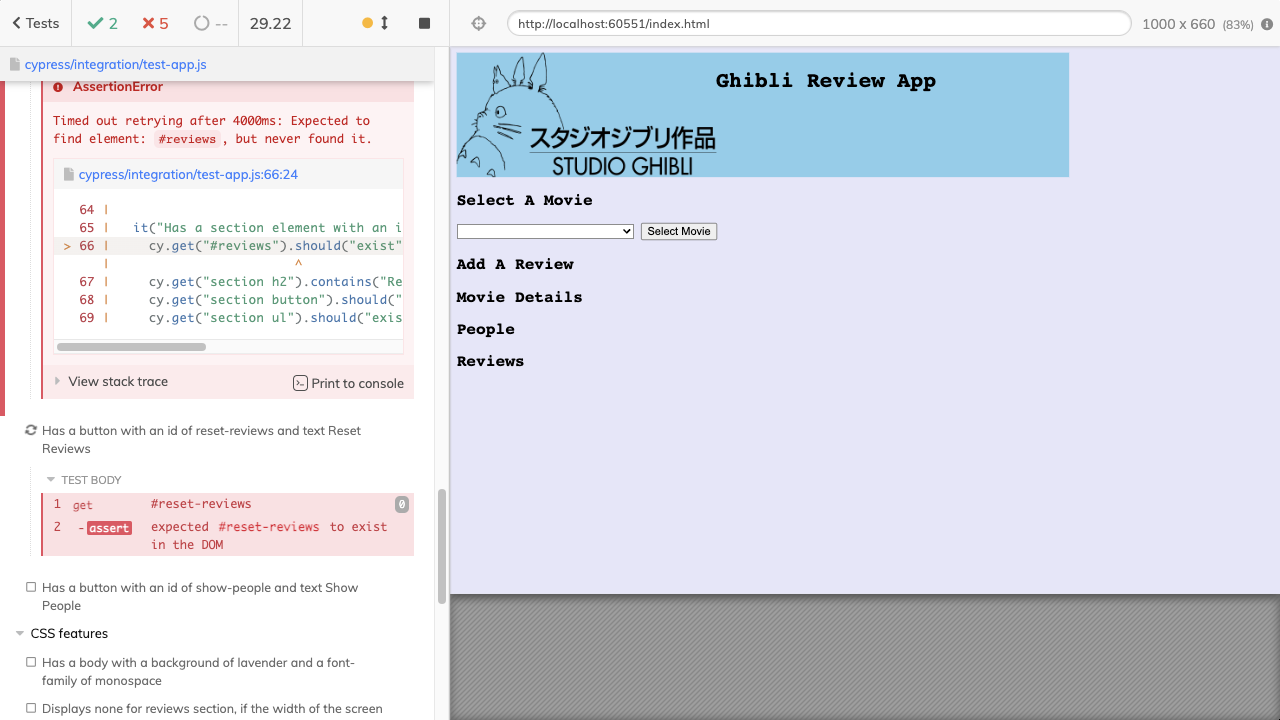 Tests
2
5
--
29.22
http://localhost:60551/index.html
1000 x 660 (83%)
cypress/integration/test-app.js
AssertionError
Timed out retrying after 4000ms: Expected to
find element: #reviews, but never found it.
cypress/integration/test-app.js:66:24
64 |
65 | it("Has a section element with an i
> 66 | cy.get("#reviews").should("exist"
| ^
67 | cy.get("section h2").contains("Re
68 | cy.get("section button").should("
69 | cy.get("section ul").should("exis
View stack trace
Print to console
Has a button with an id of reset-reviews and text Reset
Reviews
TEST BODY
1 get #reset-reviews 0
2 -assert expected #reset-reviews to exist
in the DOM
Has a button with an id of show-people and text Show
People
CSS features
Has a body with a background of lavender and a font-
family of monospace
Displays none for reviews section, if the width of the screen
Ghibli Review App
スタジオジブリ作品
STUDIO GHIBLI
Select A Movie
Select Movie
Add A Review
Movie Details
People
Reviews